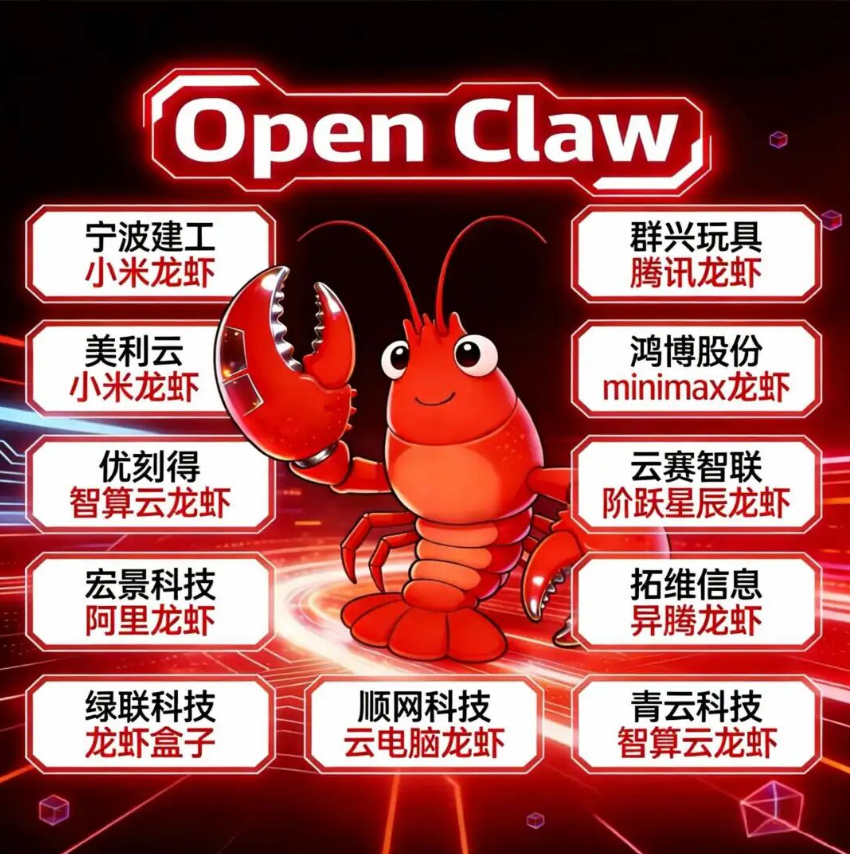 Open Claw
宁波建工
小米龙虾
群兴玩具
腾讯龙虾
美利云
小米龙虾
鸿博股份
minimax龙虾
优刻得
智算云龙虾
云赛智联
阶跃星辰龙虾
宏景科技
阿里龙虾
拓维信息
异腾龙虾
绿联科技
龙虾盒子
顺网科技
云电脑龙虾
青云科技
智算云龙虾